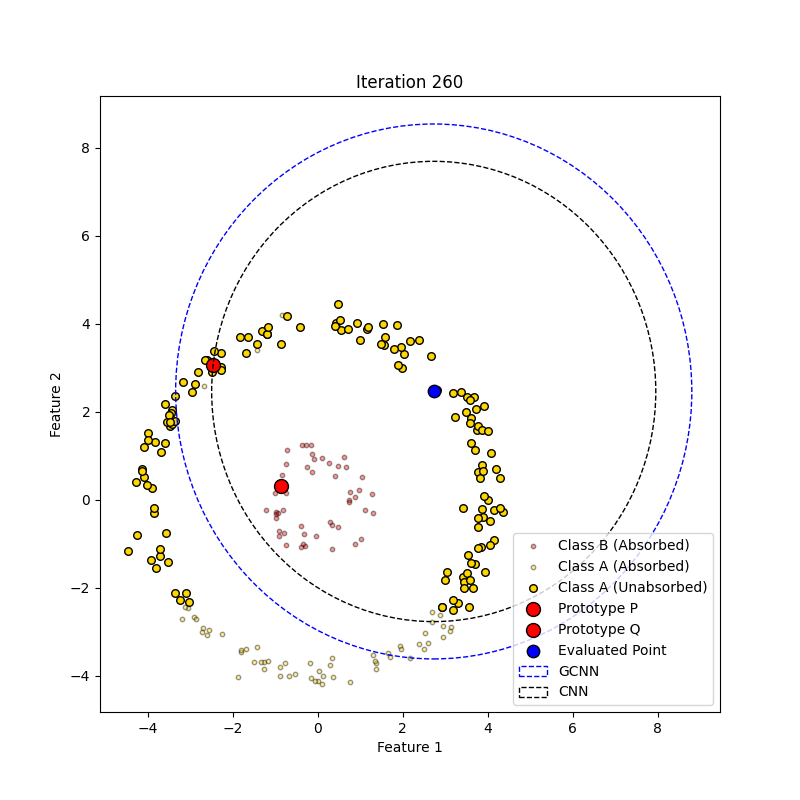 Iteration 260
8
6
4
2
0
−2
−4
Feature 2
Class B (Absorbed)
Class A (Absorbed)
Class A (Unabsorbed)
Prototype P
Prototype Q
Evaluated Point
GCNN
CNN
−4 −2 0 2 4 6 8
Feature 1